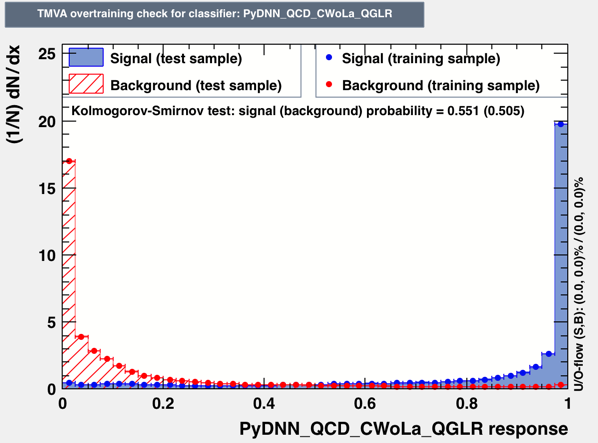 TMVA overtraining check for classifier: PyDNN_QCD_CWoLa_QGLR
Signal (test sample)
Background (test sample)
Signal (training sample)
Background (training sample)
Kolmogorov-Smirnov test: signal (background) probability = 0.551 (0.505)
(1/N) dN/dx
25
20
15
10
5
0
0 0.2 0.4 0.6 0.8 1
PyDNN_QCD_CWoLa_QGLR response
U/O-flow (S,B): (0.0, 0.0)% / (0.0, 0.0)%